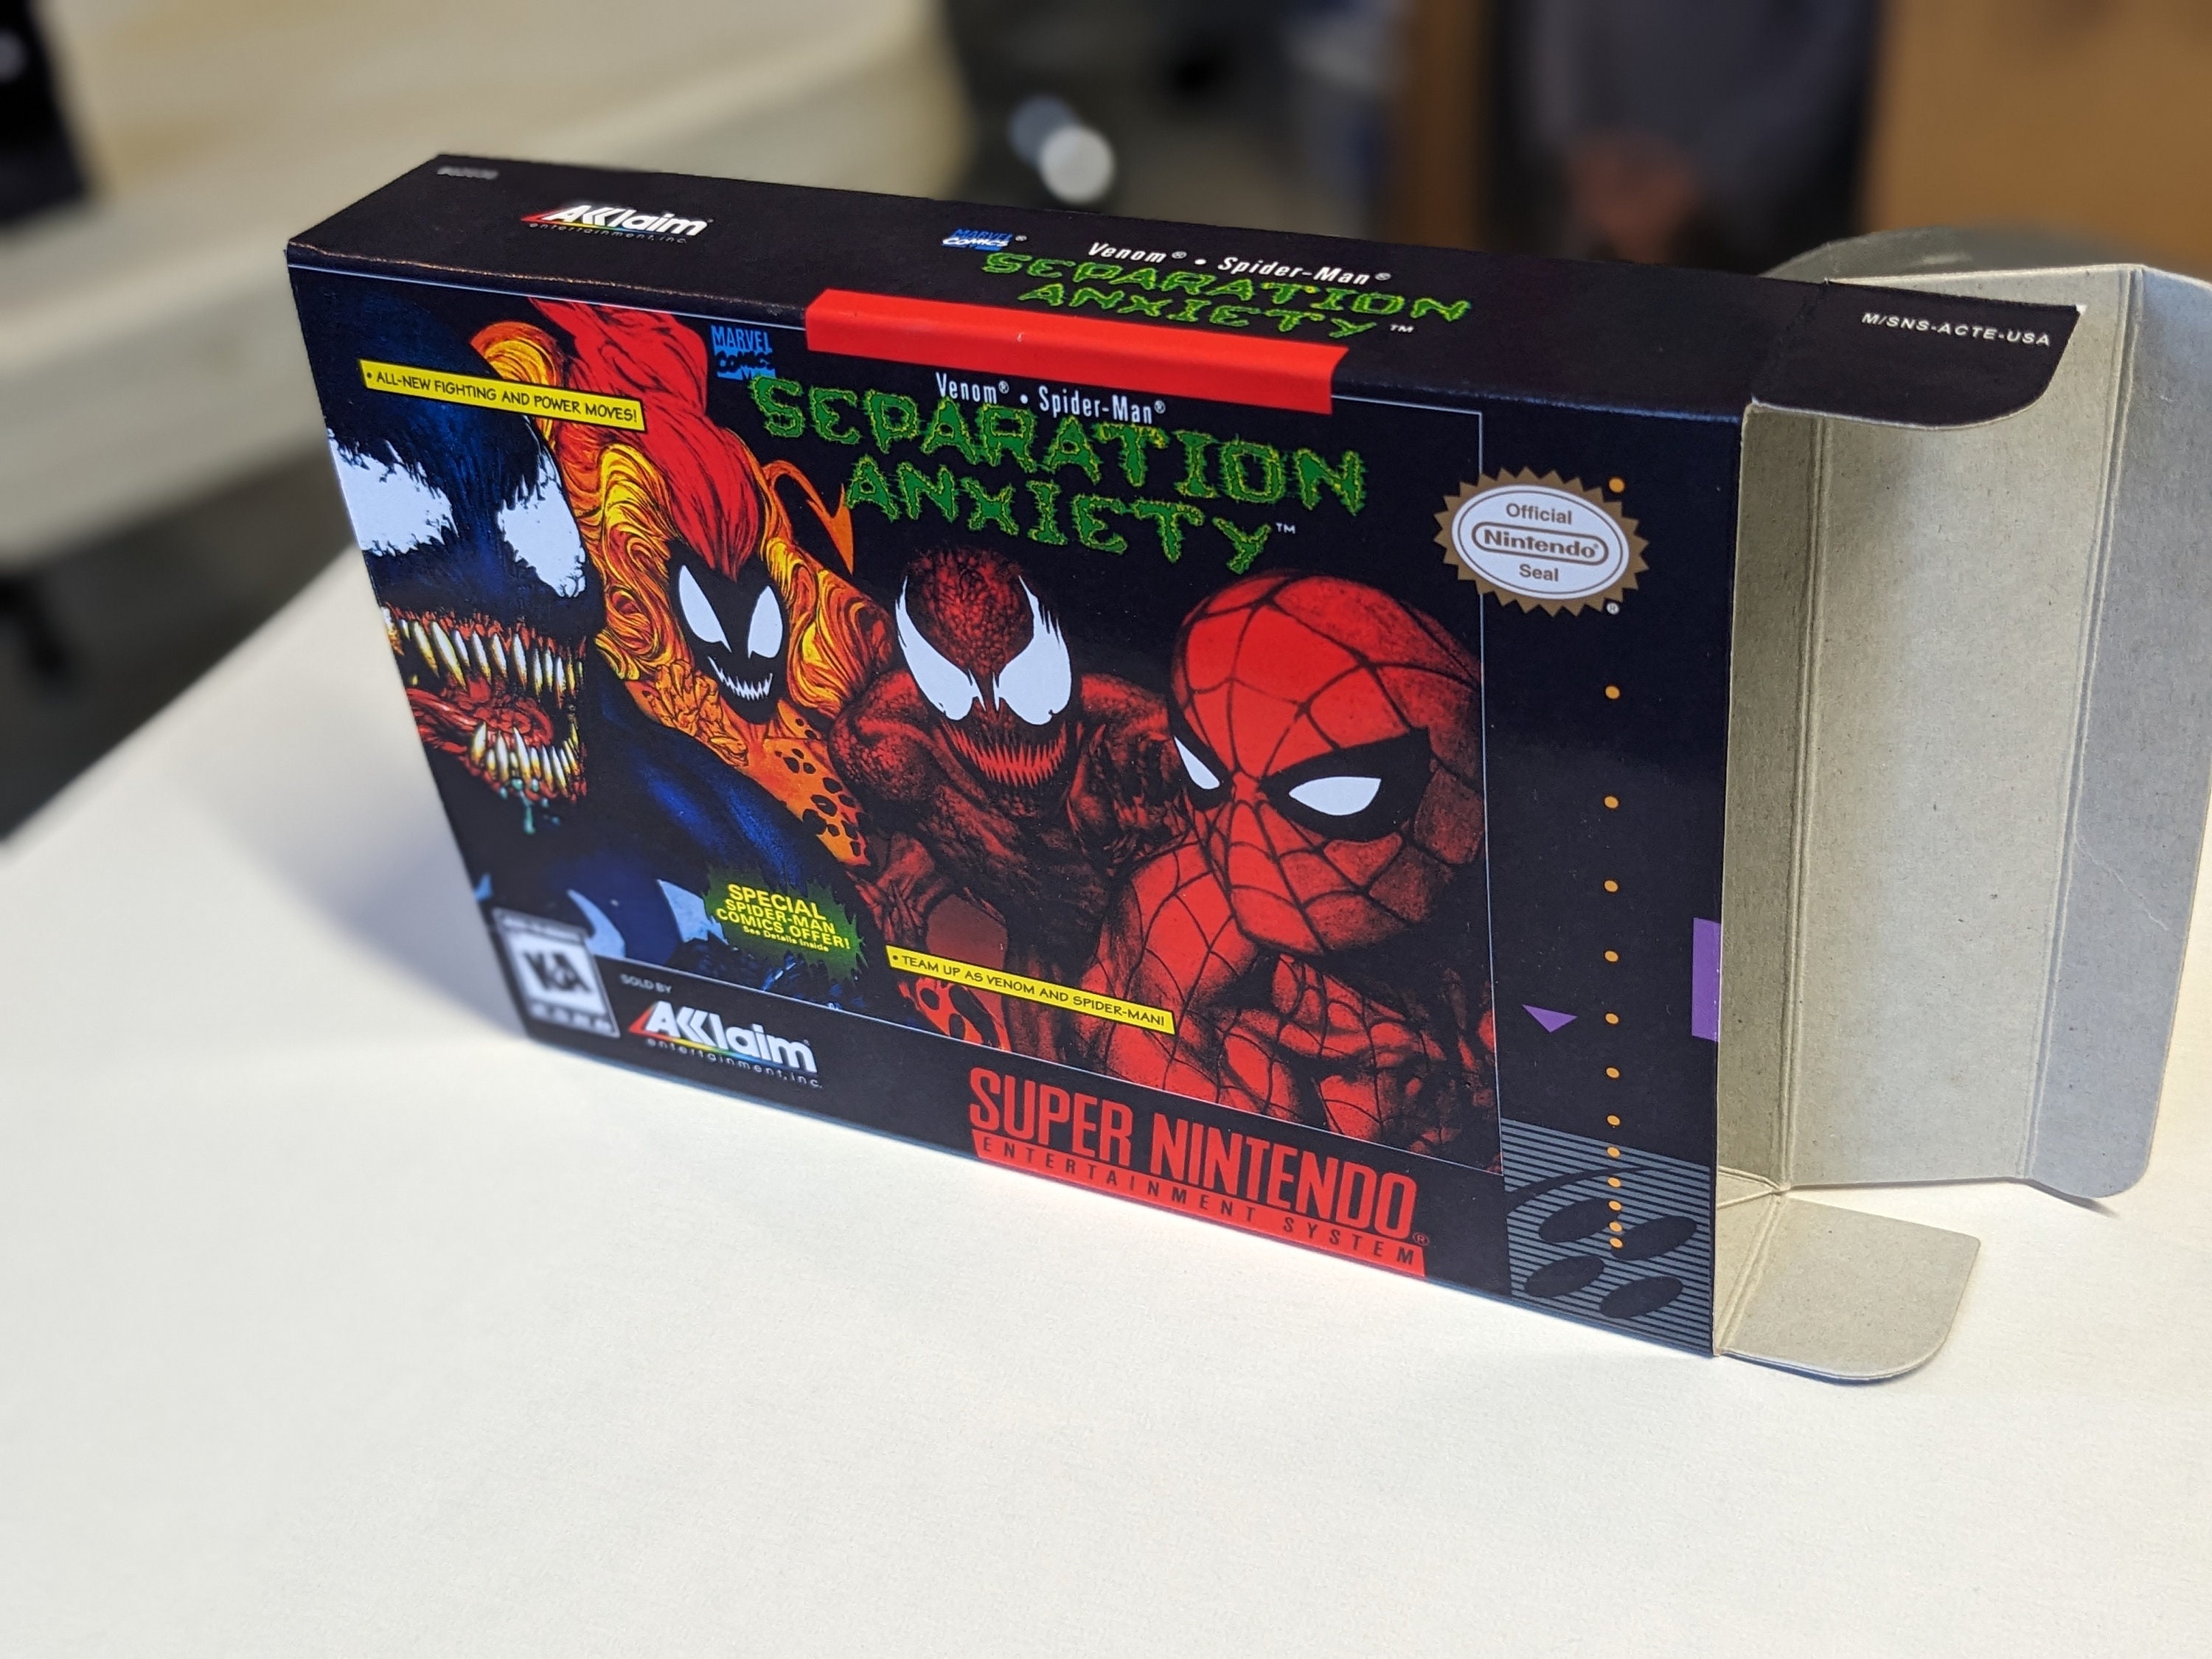 Acclaim®
entertainment, inc.
MARVEL
COMICS®
Venom® • Spider-Man®
SEPARATION
ANXIETY™
M/SNS-ACTE-USA
• ALL-NEW FIGHTING AND POWER MOVES!
MARVEL
COMICS
Venom® • Spider-Man®
SEPARATION
ANXIETY™
Official
Nintendo®
Seal
®
SPECIAL
SPIDER-MAN
COMICS OFFER!
See Details Inside
• TEAM UP AS VENOM AND SPIDER-MAN!
K-A
SOLD BY
Acclaim®
entertainment, inc.
SUPER NINTENDO®
ENTERTAINMENT SYSTEM